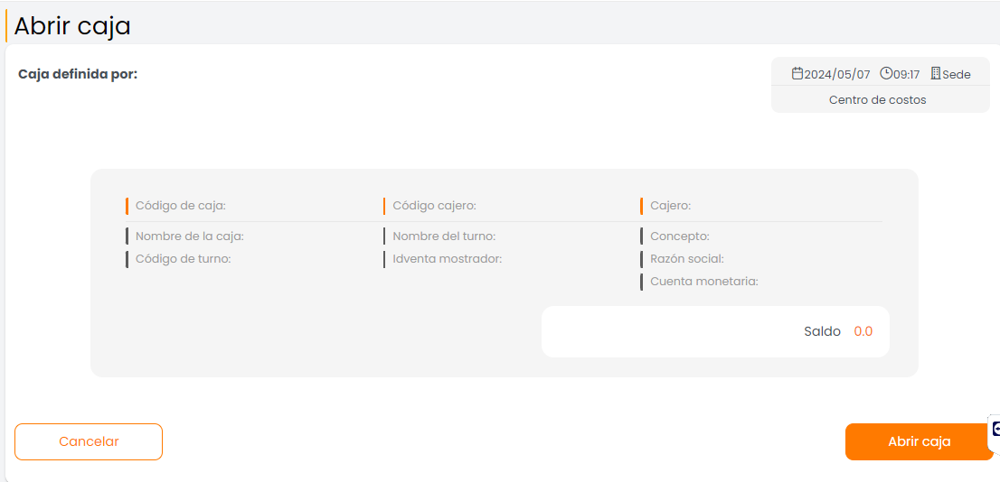 Abrir caja
Caja definida por:
2024/05/07 09:17 Sede
Centro de costos
Código de caja: Código cajero: Cajero:
Nombre de la caja: Nombre del turno: Concepto:
Código de turno: Idventa mostrador: Razón social:
Cuenta monetaria:
Saldo 0.0
Cancelar Abrir caja